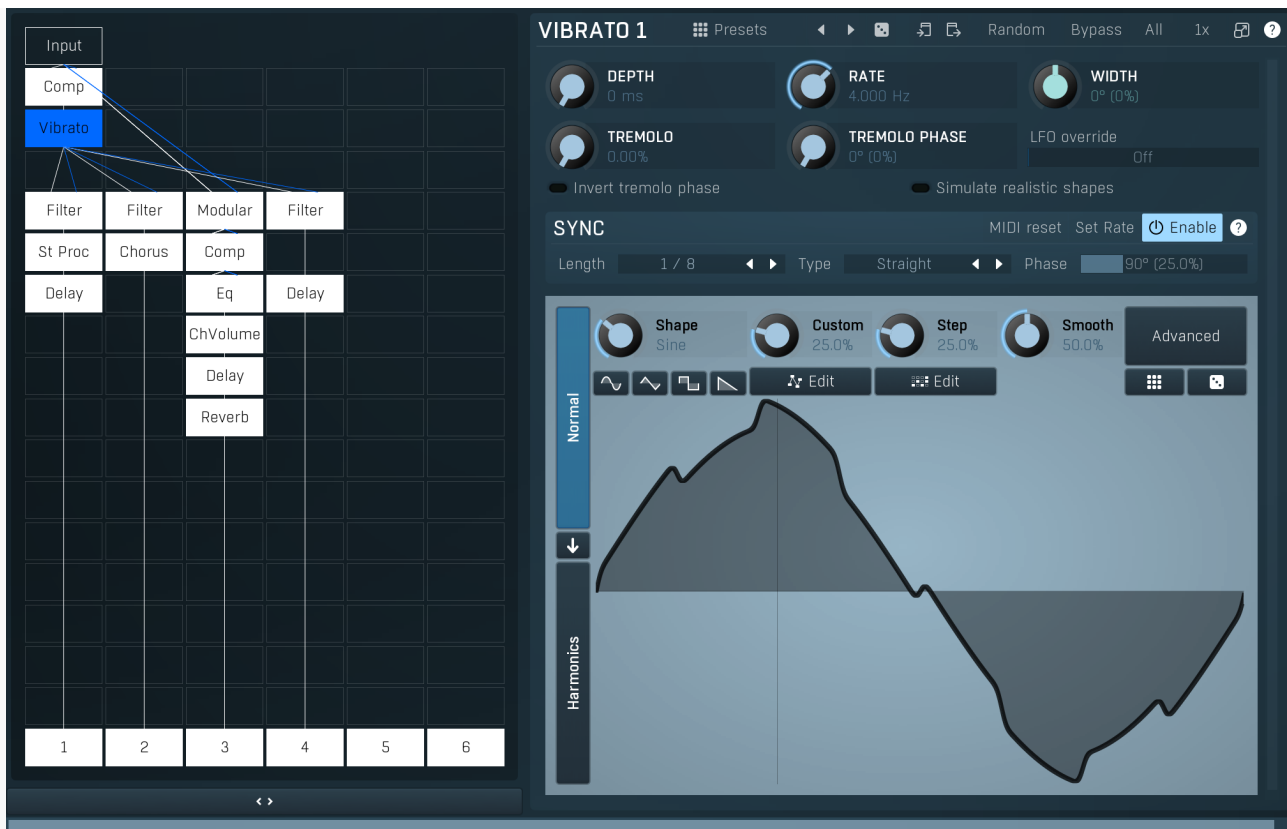 Input
Comp
Vibrato
Filter Filter Modular Filter
St Proc Chorus Comp
Delay Eq Delay
ChVolume
Delay
Reverb
1 2 3 4 5 6
VIBRATO 1 Presets Random Bypass All 1x ?
DEPTH RATE WIDTH
0 ms 4.000 Hz 0° (0%)
TREMOLO TREMOLO PHASE LFO override
0.00% 0° (0%) Off
Invert tremolo phase Simulate realistic shapes
SYNC MIDI reset Set Rate Enable ?
Length 1 / 8 Type Straight Phase 90° (25.0%)
Shape Custom Step Smooth Advanced
Sine 25.0% 25.0% 50.0%
Edit Edit
Normal
Harmonics